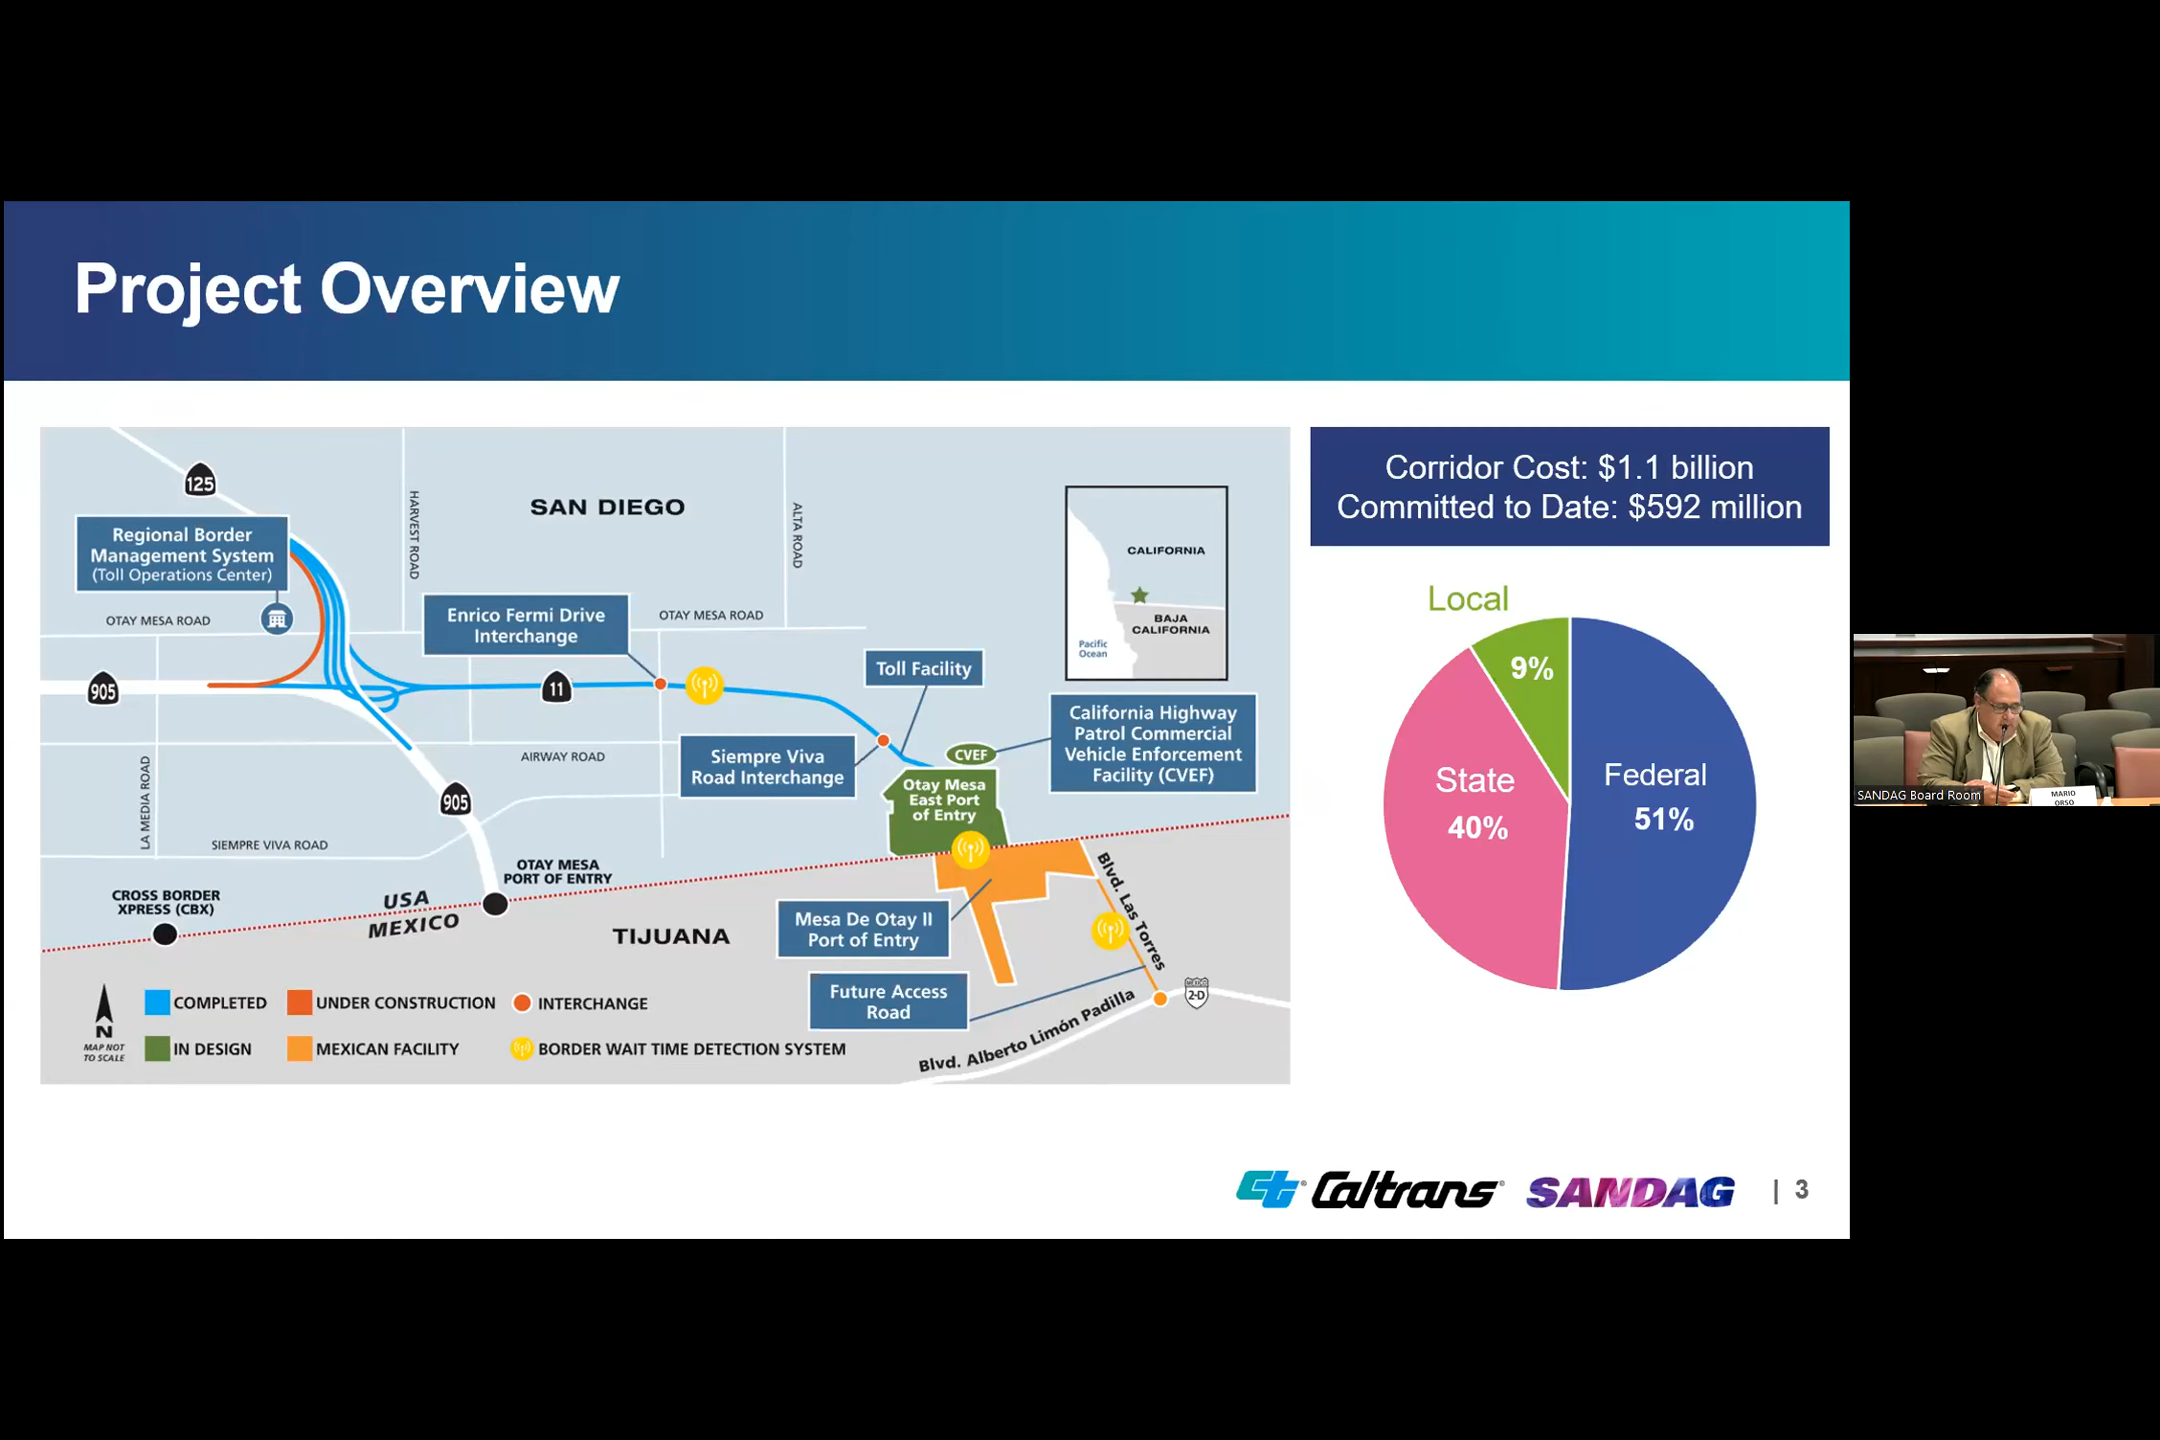 Project Overview
125
Regional Border
Management System
(Toll Operations Center)
HARVEST ROAD
SAN DIEGO
ALTA ROAD
OTAY MESA ROAD
Enrico Fermi Drive
Interchange
OTAY MESA ROAD
905
11
Toll Facility
Siempre Viva
Road Interchange
CVEF
California Highway
Patrol Commercial
Vehicle Enforcement
Facility (CVEF)
CALIFORNIA
BAJA
CALIFORNIA
Pacific
Ocean
AIRWAY ROAD
LA MEDIA ROAD
905
SIEMPRE VIVA ROAD
Otay Mesa
East Port
of Entry
OTAY MESA
PORT OF ENTRY
CROSS BORDER
XPRESS (CBX)
USA
MEXICO
TIJUANA
Mesa De Otay II
Port of Entry
Blvd. Las Torres
Future Access
Road
Blvd. Alberto Limón Padilla
MEXICO
2-D
N
MAP NOT
TO SCALE
COMPLETED
UNDER CONSTRUCTION
INTERCHANGE
IN DESIGN
MEXICAN FACILITY
BORDER WAIT TIME DETECTION SYSTEM
Corridor Cost: $1.1 billion
Committed to Date: $592 million
Local
9%
State
40%
Federal
51%
ct Caltrans
SANDAG
| 3
SANDAG Board Room
MARIO
ORSO